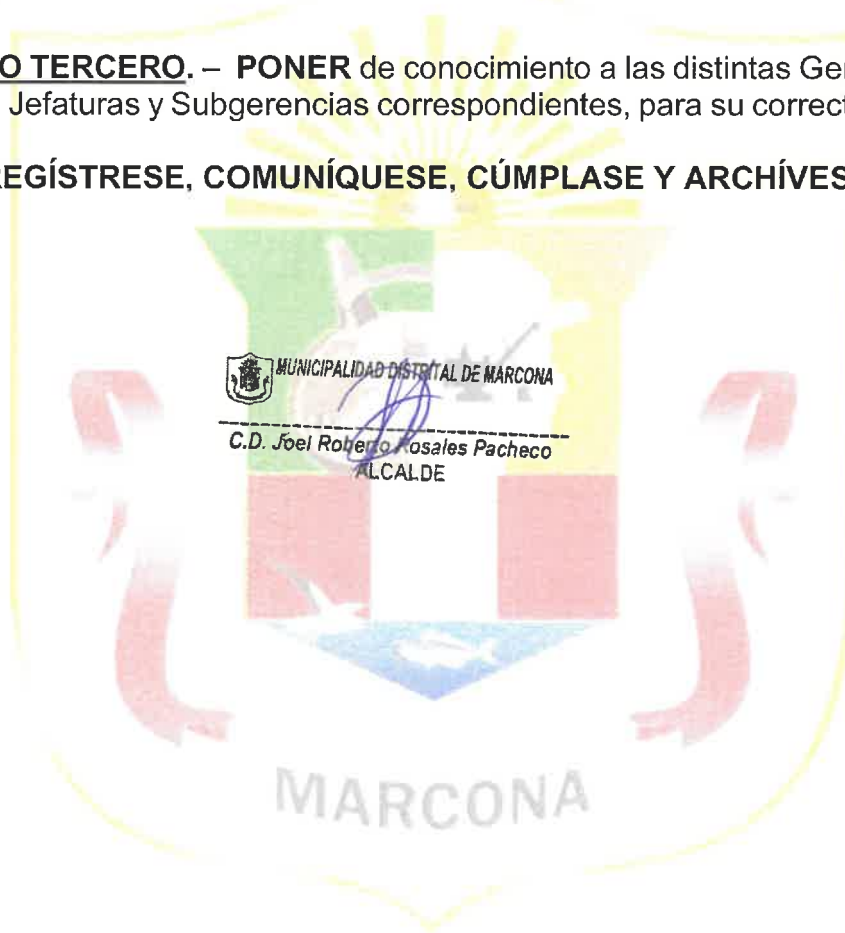 O TERCERO. – PONER de conocimiento a las distintas Ger
Jefaturas y Subgerencias correspondientes, para su correct
REGÍSTRESE, COMUNÍQUESE, CÚMPLASE Y ARCHÍVES
MUNICIPALIDAD DISTRITAL DE MARCONA
C.D. Joel Roberto Rosales Pacheco
ALCALDE
MARCONA